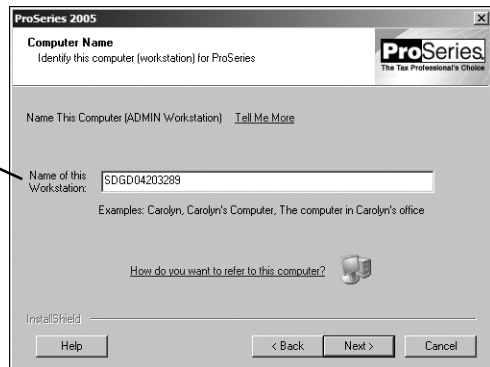 ProSeries 2005
Computer Name
Identify this computer (workstation) for ProSeries
ProSeries.
The Tax Professional's Choice
Name This Computer (ADMIN Workstation) Tell Me More
Name of this
Workstation:
SDGD04203289
Examples: Carolyn, Carolyn's Computer, The computer in Carolyn's office
How do you want to refer to this computer?
InstallShield
Help < Back Next > Cancel